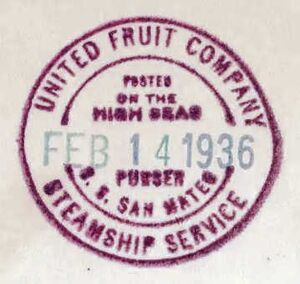 UNITED FRUIT COMPANY
POSTED
ON THE
HIGH SEAS
FEB 14 1936
PURSER
S. S. SAN MATEO
STEAMSHIP SERVICE